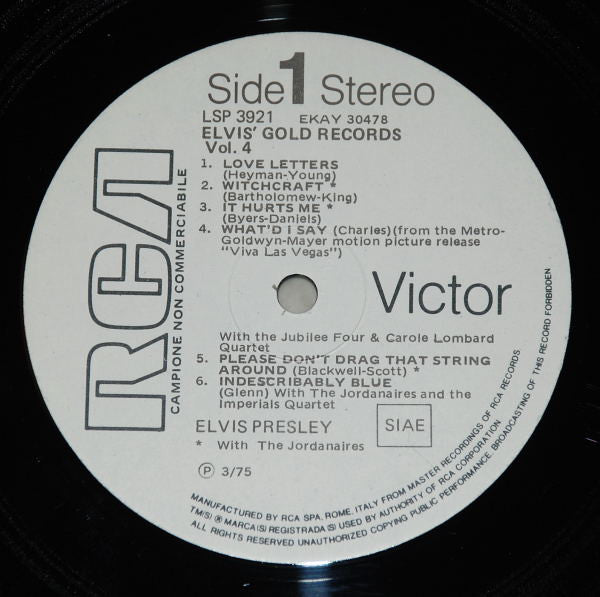 Side 1 Stereo
LSP 3921 EKAY 30478
ELVIS' GOLD RECORDS
Vol. 4
1. LOVE LETTERS
(Heyman-Young)
2. WITCHCRAFT *
(Bartholomew-King)
3. IT HURTS ME *
(Byers-Daniels)
4. WHAT'D I SAY (Charles)(from the Metro-
Goldwyn-Mayer motion picture release
"Viva Las Vegas")
RCA
CAMPIONE NON COMMERCIABILE
Victor
With the Jubilee Four & Carole Lombard
Quartet
5. PLEASE DON'T DRAG THAT STRING
AROUND (Blackwell-Scott) *
6. INDESCRIBABLY BLUE
(Glenn) With The Jordanaires and the
Imperials Quartet
ELVIS PRESLEY
SIAE
* With The Jordanaires
Ⓟ 3/75
MANUFACTURED BY RCA SPA, ROME, ITALY FROM MASTER RECORDINGS OF RCA RECORDS
TM(S) ® MARCA(S) REGISTRADA(S) USED BY AUTHORITY OF RCA CORPORATION
ALL RIGHTS RESERVED UNAUTHORIZED COPYING PUBLIC PERFORMANCE, BROADCASTING OF THIS RECORD FORBIDDEN